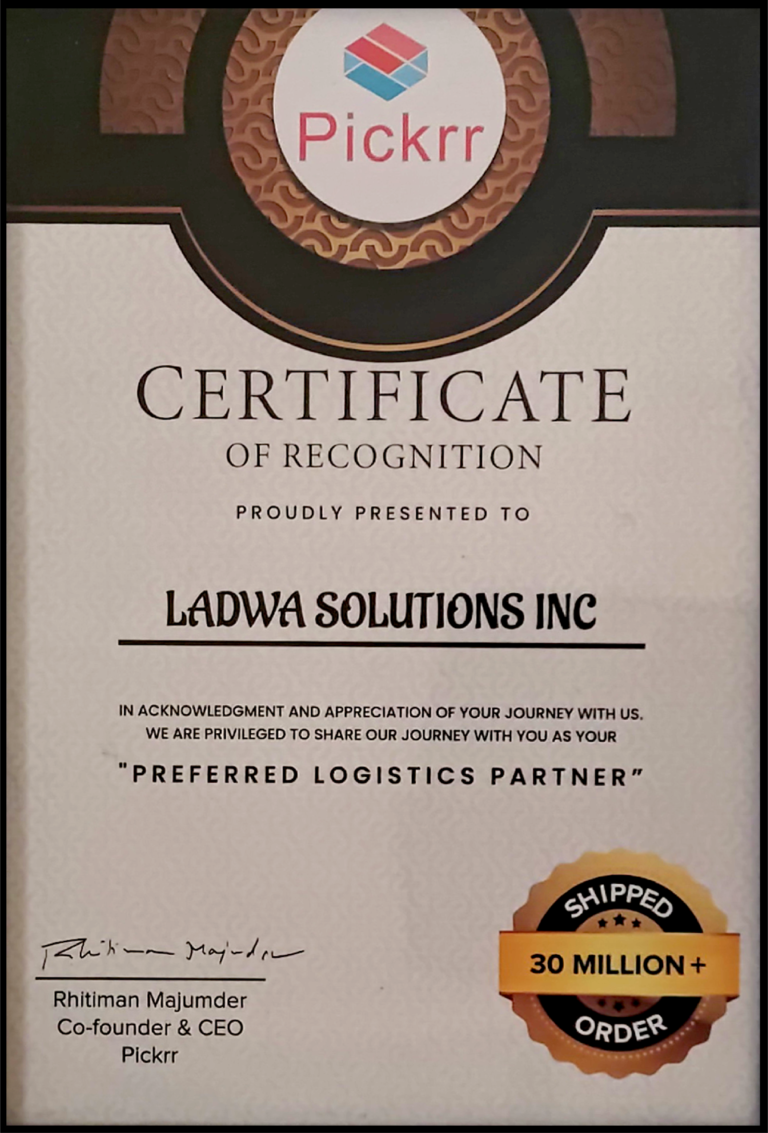 Pickrr
CERTIFICATE
OF RECOGNITION
PROUDLY PRESENTED TO
LADWA SOLUTIONS INC
IN ACKNOWLEDGMENT AND APPRECIATION OF YOUR JOURNEY WITH US.
WE ARE PRIVILEGED TO SHARE OUR JOURNEY WITH YOU AS YOUR
"PREFERRED LOGISTICS PARTNER”
Rhitiman Majumder
Rhitiman Majumder
Co-founder & CEO
Pickrr
SHIPPED
30 MILLION +
ORDER